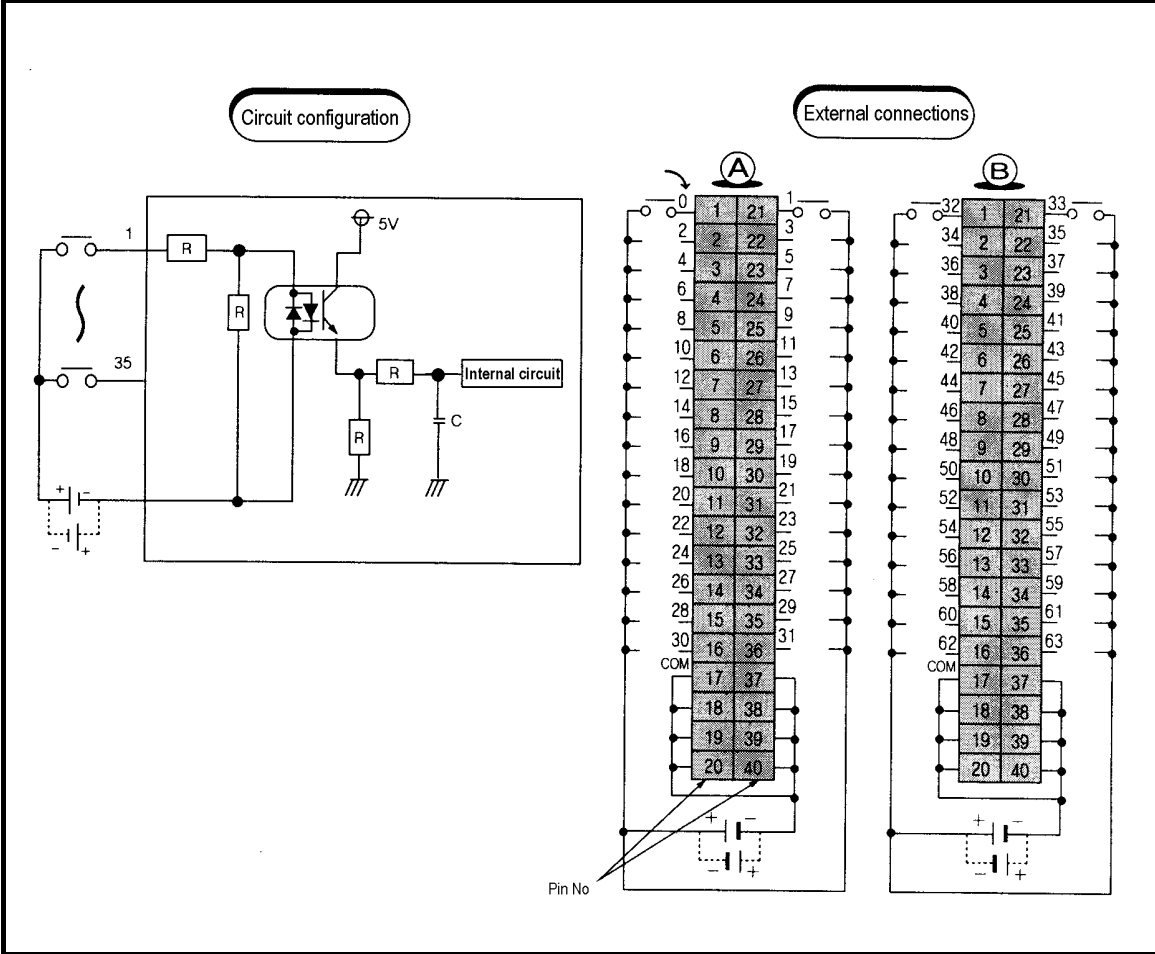 Circuit configuration
External connections
1
R
5V
R
35
R
Internal circuit
R
C
+ -
- +
A
0 1 21 1
2 2 22 3
4 3 23 5
6 4 24 7
8 5 25 9
10 6 26 11
12 7 27 13
14 8 28 15
16 9 29 17
18 10 30 19
20 11 31 21
22 12 32 23
24 13 33 25
26 14 34 27
28 15 35 29
30 16 36 31
COM 17 37
18 38
19 39
20 40
+ -
- +
Pin No
B
32 1 21 33
34 2 22 35
36 3 23 37
38 4 24 39
40 5 25 41
42 6 26 43
44 7 27 45
46 8 28 47
48 9 29 49
50 10 30 51
52 11 31 53
54 12 32 55
56 13 33 57
58 14 34 59
60 15 35 61
62 16 36 63
COM 17 37
18 38
19 39
20 40
+ -
- +